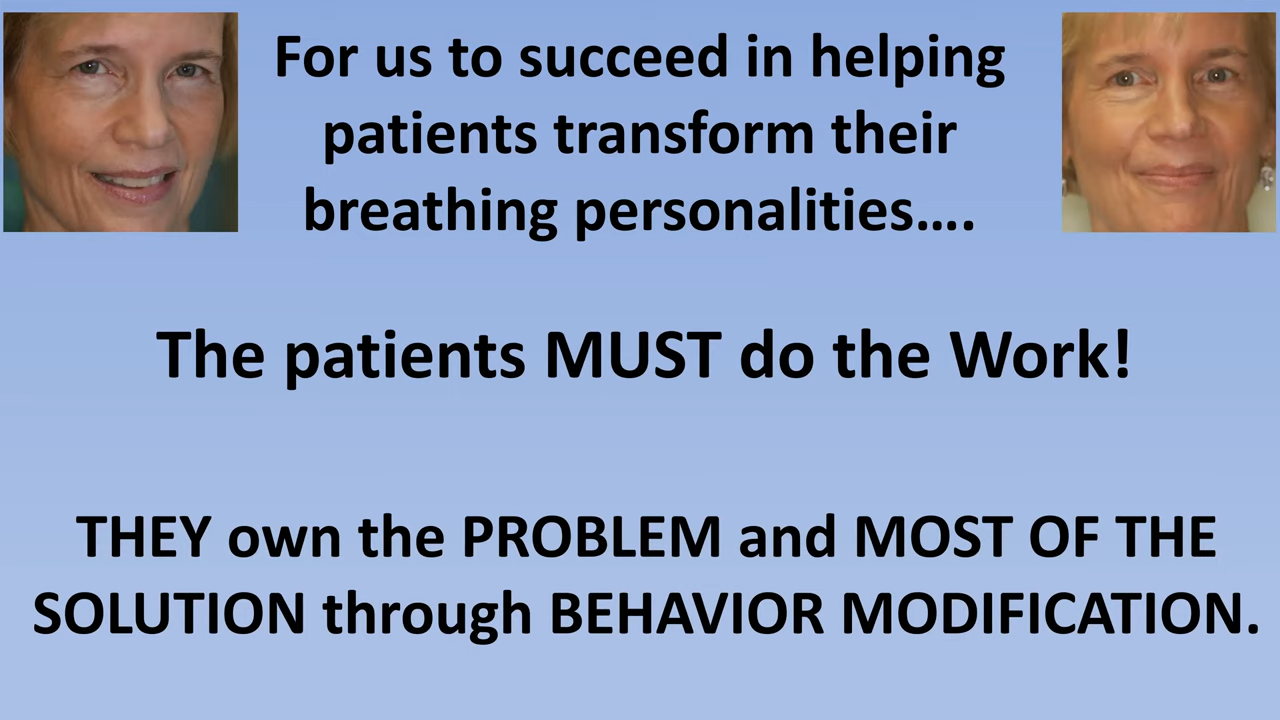 For us to succeed in helping
patients transform their
breathing personalities….
The patients MUST do the Work!
THEY own the PROBLEM and MOST OF THE
SOLUTION through BEHAVIOR MODIFICATION.